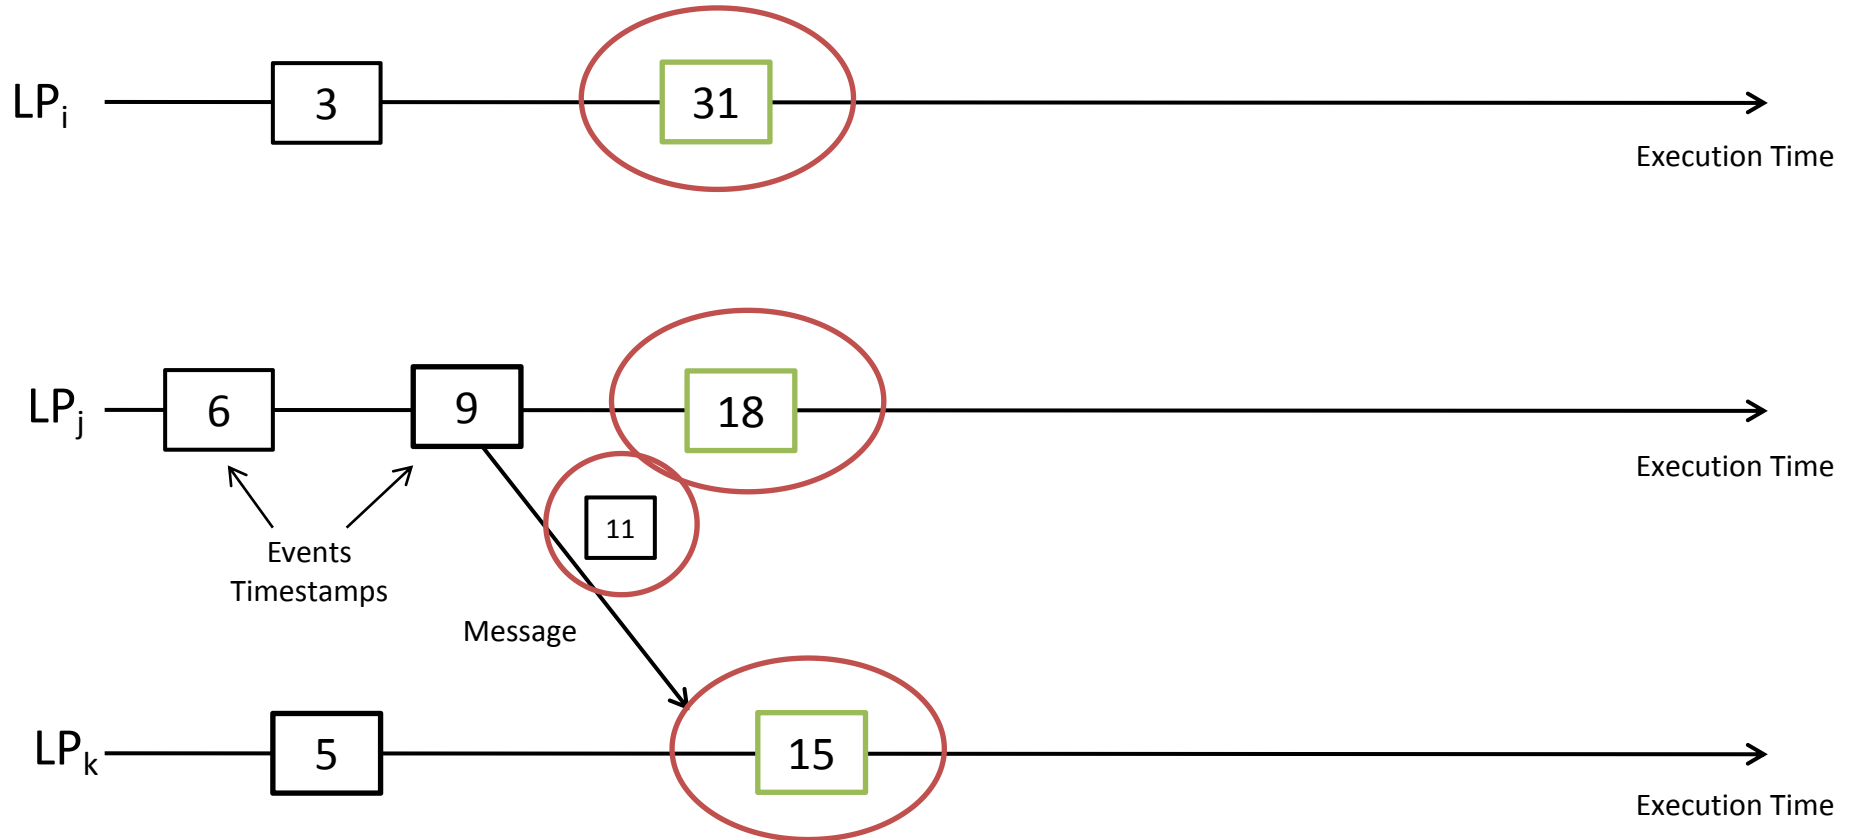 LPi
3
31
Execution Time
LPj
6
9
18
Execution Time
11
Events
Timestamps
Message
LPk
5
15
Execution Time